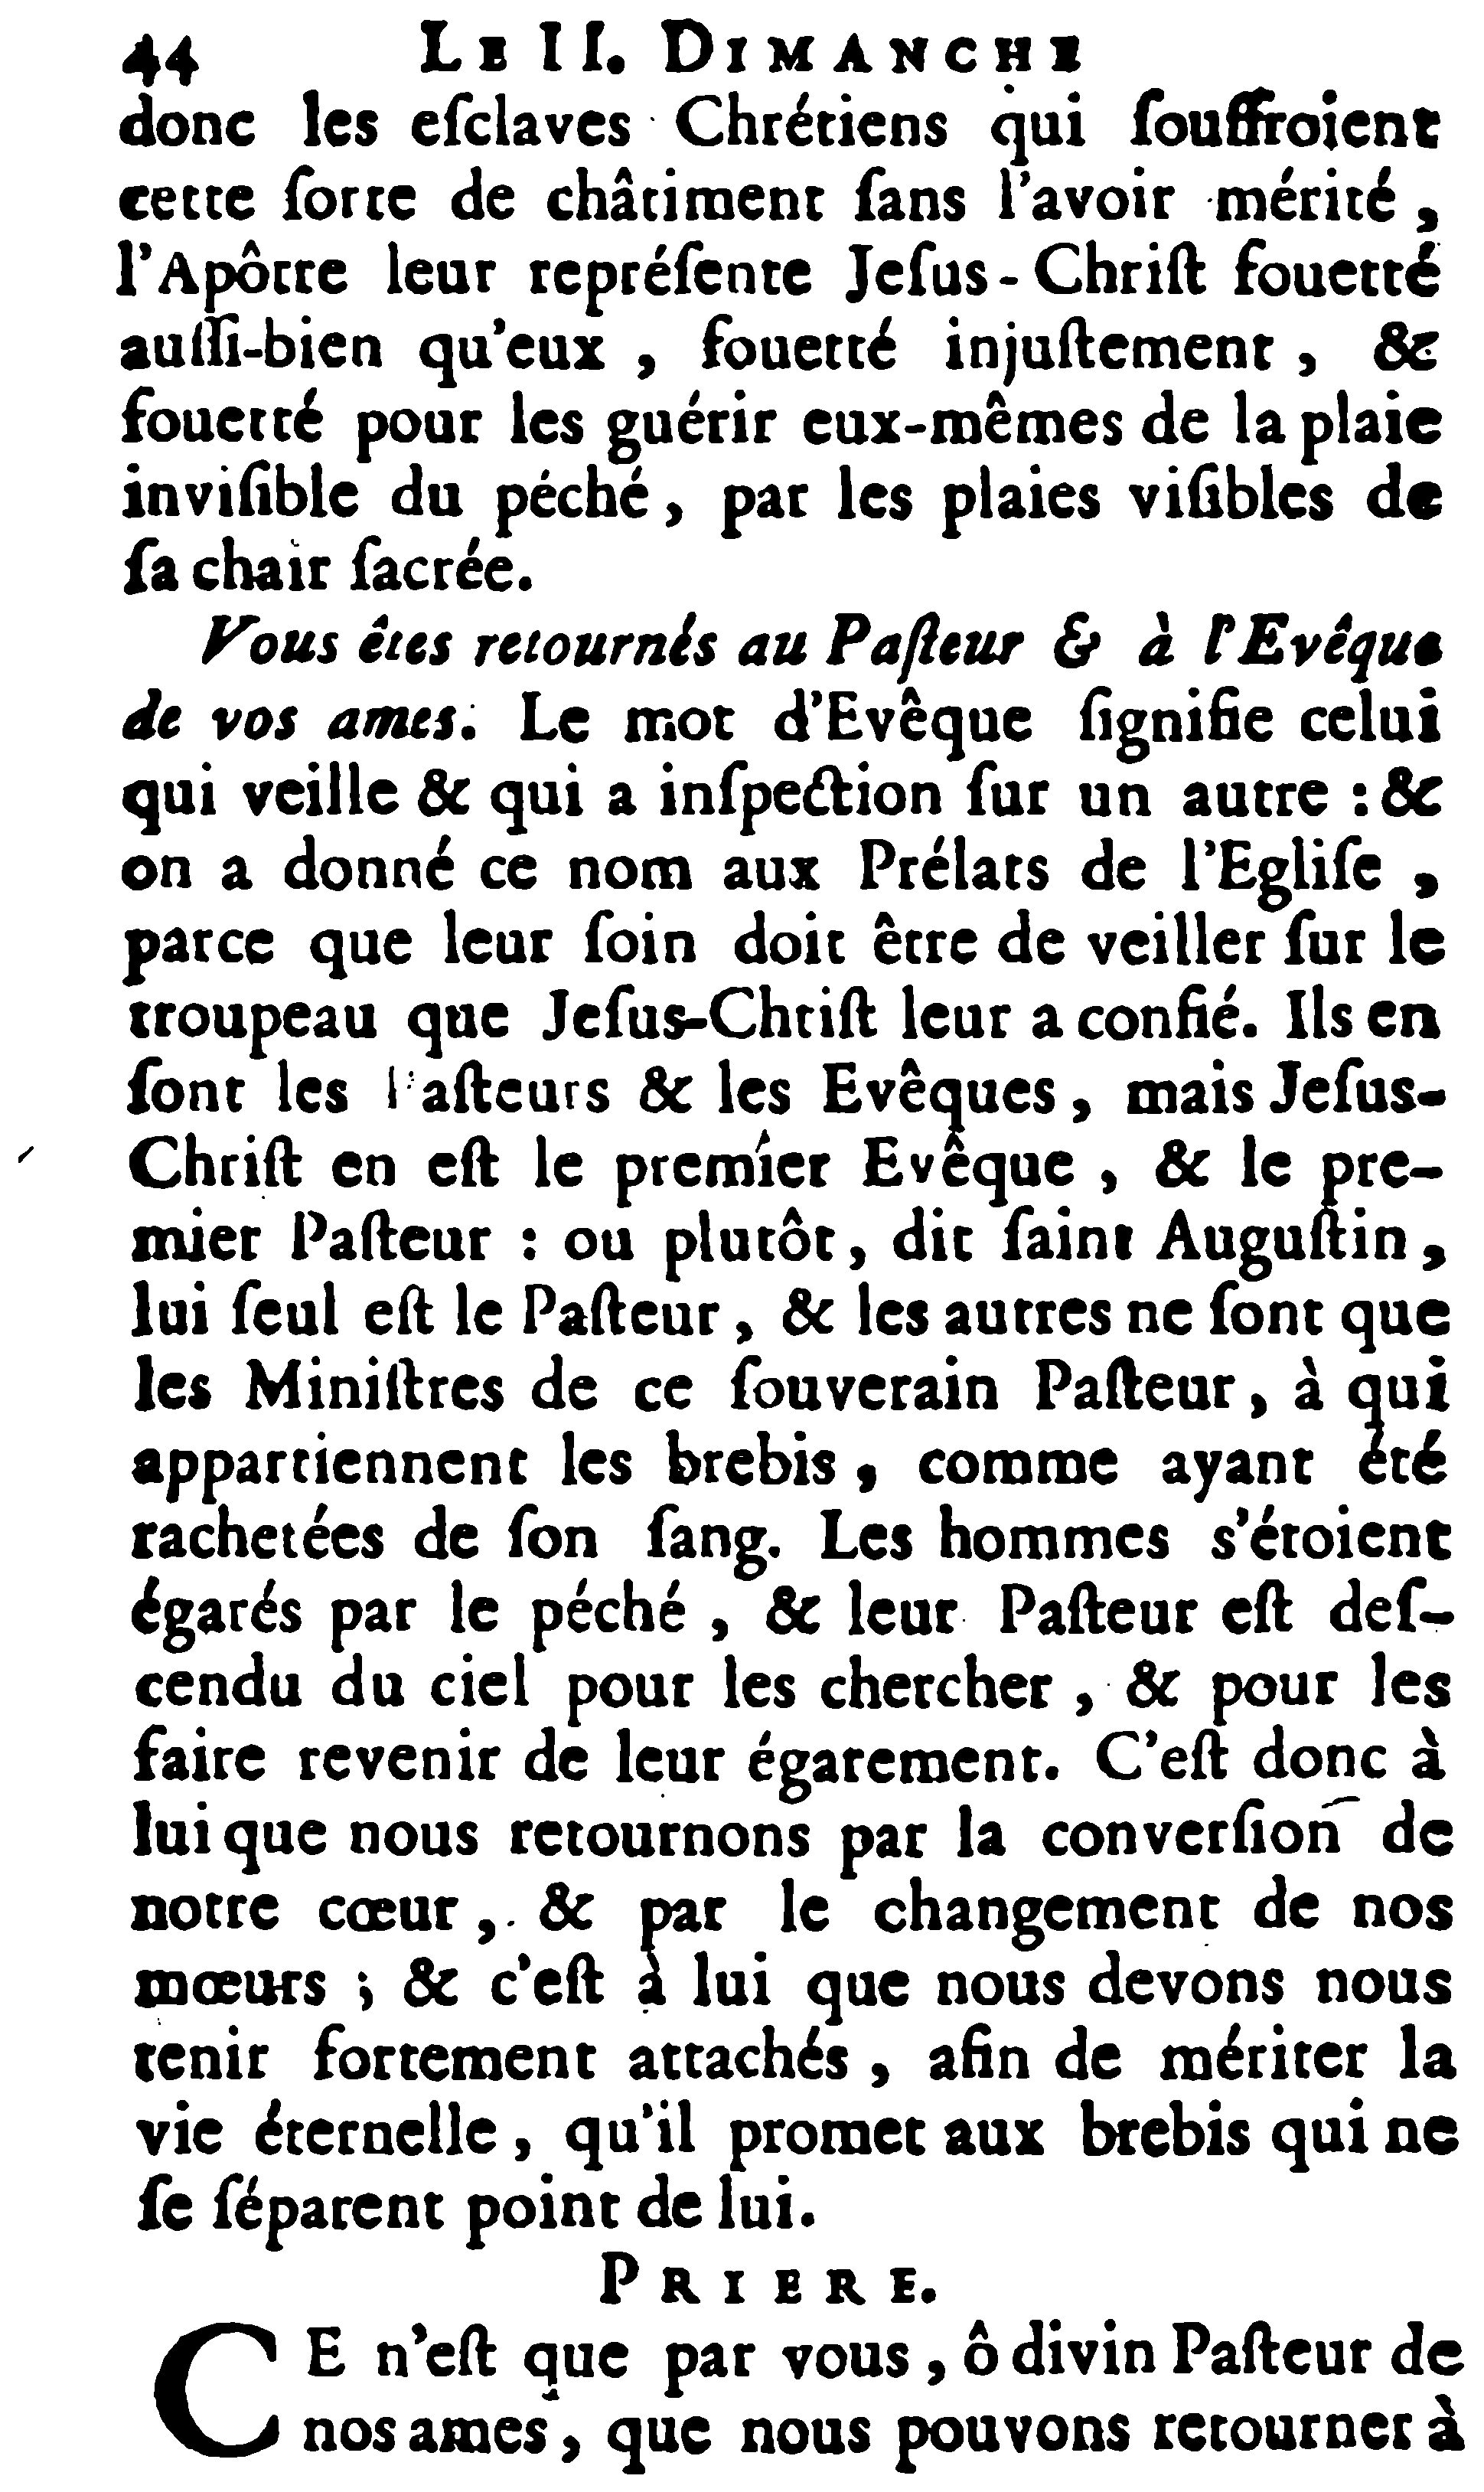 44 LE II. DIMANCHE
donc les eſclaves Chrétiens qui ſouffroient
cette ſorte de châtiment ſans l'avoir mérité,
l'Apôtre leur repréſente Jeſus-Chriſt fouetté
auſſi-bien qu'eux, fouetté injuſtement, &
fouetté pour les guérir eux-mêmes de la plaie
inviſible du péché, par les plaies viſibles de
ſa chair ſacrée.
Vous êtes retournés au Paſteur & à l'Evêque
de vos ames. Le mot d'Evêque ſignifie celui
qui veille & qui a inſpection ſur un autre : &
on a donné ce nom aux Prélats de l'Egliſe,
parce que leur ſoin doit être de veiller ſur le
troupeau que Jeſus-Chriſt leur a confié. Ils en
ſont les Paſteurs & les Evêques, mais Jeſus-
Chriſt en eſt le premier Evêque, & le pre-
mier Paſteur : ou plutôt, dit ſaint Auguſtin,
lui ſeul eſt le Paſteur, & les autres ne ſont que
les Miniſtres de ce ſouverain Paſteur, à qui
appartiennent les brebis, comme ayant été
rachetées de ſon ſang. Les hommes s'étoient
égarés par le péché, & leur Paſteur eſt deſ-
cendu du ciel pour les chercher, & pour les
faire revenir de leur égarement. C'eſt donc à
lui que nous retournons par la converſion de
notre cœur, & par le changement de nos
mœurs ; & c'eſt à lui que nous devons nous
tenir fortement attachés, afin de mériter la
vie éternelle, qu'il promet aux brebis qui ne
ſe ſéparent point de lui.
PRIERE.
CE n'eſt que par vous, ô divin Paſteur de
nos ames, que nous pouvons retourner à